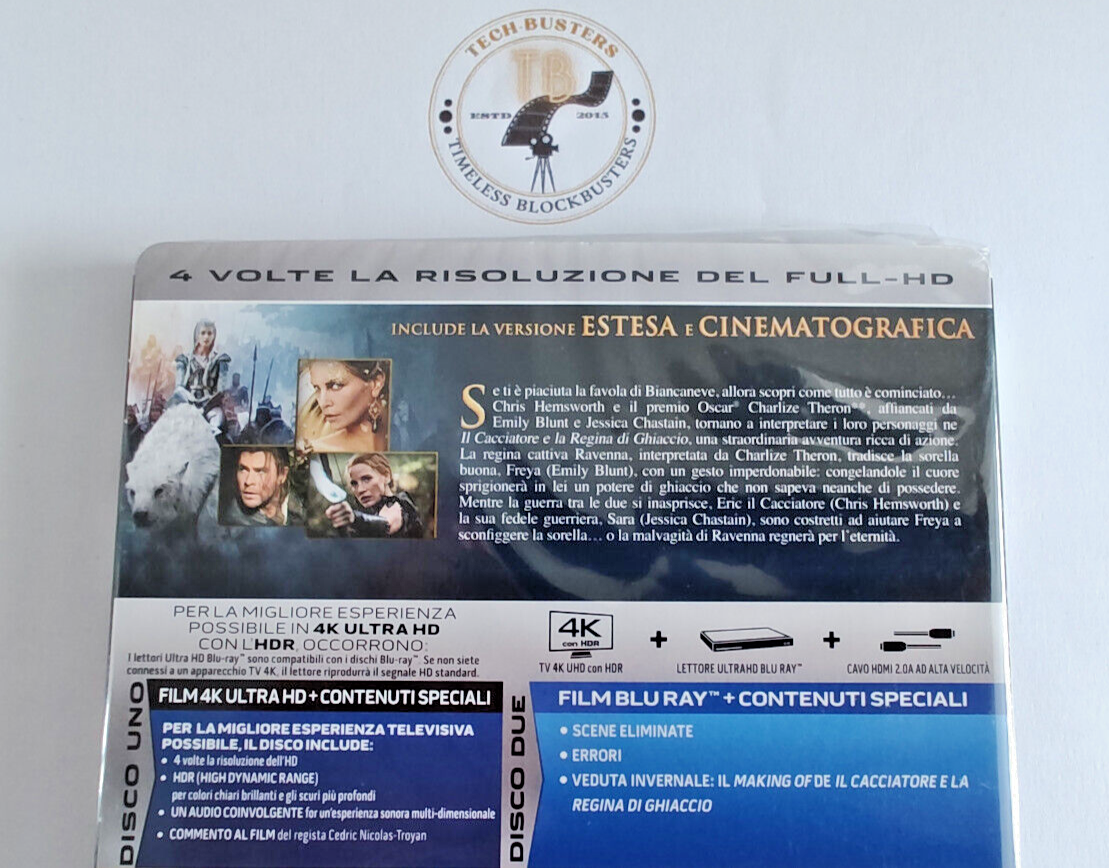 TECH-BUSTERS
TB
ESTD 2015
TIMELESS BLOCKBUSTERS
4 VOLTE LA RISOLUZIONE DEL FULL-HD
INCLUDE LA VERSIONE ESTESA E CINEMATOGRAFICA
Se ti è piaciuta la favola di Biancaneve, allora scopri come tutto è cominciato…
Chris Hemsworth e il premio Oscar® Charlize Theron, affiancati da
Emily Blunt e Jessica Chastain, tornano a interpretare i loro personaggi ne
Il Cacciatore e la Regina di Ghiaccio, una straordinaria avventura ricca di azione.
La regina cattiva Ravenna, interpretata da Charlize Theron, tradisce la sorella
buona, Freya (Emily Blunt), con un gesto imperdonabile: congelandole il cuore
sprigionerà in lei un potere di ghiaccio che non sapeva neanche di possedere.
Mentre la guerra tra le due si inasprisce, Eric il Cacciatore (Chris Hemsworth) e
la sua fedele guerriera, Sara (Jessica Chastain), sono costretti ad aiutare Freya a
sconfiggere la sorella… o la malvagità di Ravenna regnerà per l'eternità.
PER LA MIGLIORE ESPERIENZA
POSSIBILE IN 4K ULTRA HD
CON L'HDR, OCCORRONO:
I lettori Ultra HD Blu-ray™ sono compatibili con i dischi Blu-ray™. Se non siete
connessi a un apparecchio TV 4K, il lettore riprodurrà il segnale HD standard.
4K
con HDR
+
+
TV 4K UHD con HDR
LETTORE ULTRAHD BLU RAY™
CAVO HDMI 2.0A AD ALTA VELOCITÀ
DISCO UNO
FILM 4K ULTRA HD + CONTENUTI SPECIALI
PER LA MIGLIORE ESPERIENZA TELEVISIVA
POSSIBILE, IL DISCO INCLUDE:
• 4 volte la risoluzione dell'HD
• HDR (HIGH DYNAMIC RANGE)
per colori chiari brillanti e gli scuri più profondi
• UN AUDIO COINVOLGENTE for un'esperienza sonora multi-dimensionale
• COMMENTO AL FILM del regista Cedric Nicolas-Troyan
DISCO DUE
FILM BLU RAY™ + CONTENUTI SPECIALI
• SCENE ELIMINATE
• ERRORI
• VEDUTA INVERNALE: IL MAKING OF DE IL CACCIATORE E LA
REGINA DI GHIACCIO